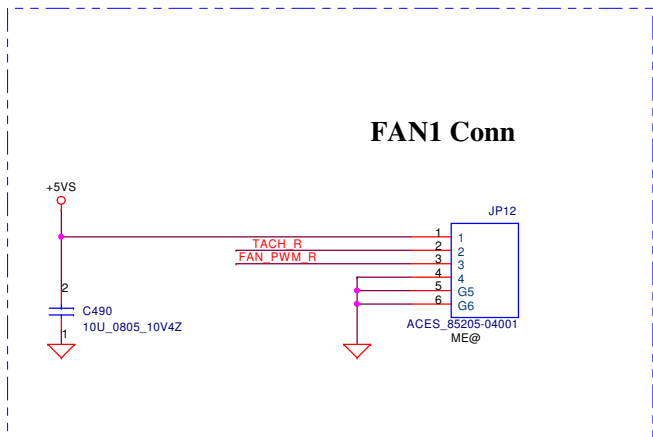 FAN1 Conn
+5VS
JP12
1 1
TACH_R 2 2
FAN_PWM_R 3 3
4 4
5 G5
6 G6
2
C490
10U_0805_10V4Z
1
ACES_85205-04001
ME@